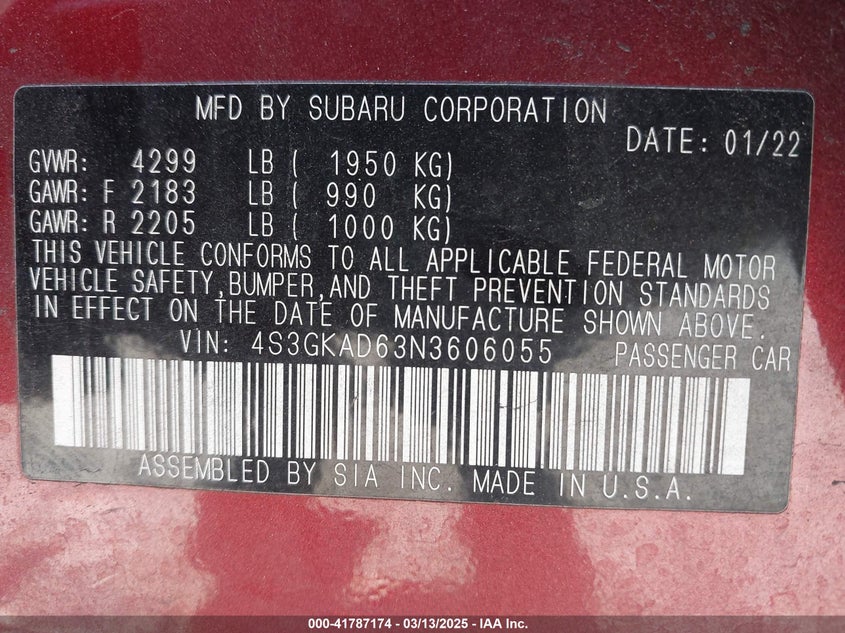 MFD BY SUBARU CORPORATION
DATE: 01/22
GVWR: 4299 LB ( 1950 KG)
GAWR: F 2183 LB ( 990 KG)
GAWR: R 2205 LB ( 1000 KG)
THIS VEHICLE CONFORMS TO ALL APPLICABLE FEDERAL MOTOR
VEHICLE SAFETY,BUMPER,AND THEFT PREVENTION STANDARDS
IN EFFECT ON THE DATE OF MANUFACTURE SHOWN ABOVE.
VIN: 4S3GKAD63N3606055 PASSENGER CAR
ASSEMBLED BY SIA INC. MADE IN U.S.A.
000-41787174 - 03/13/2025 - IAA Inc.